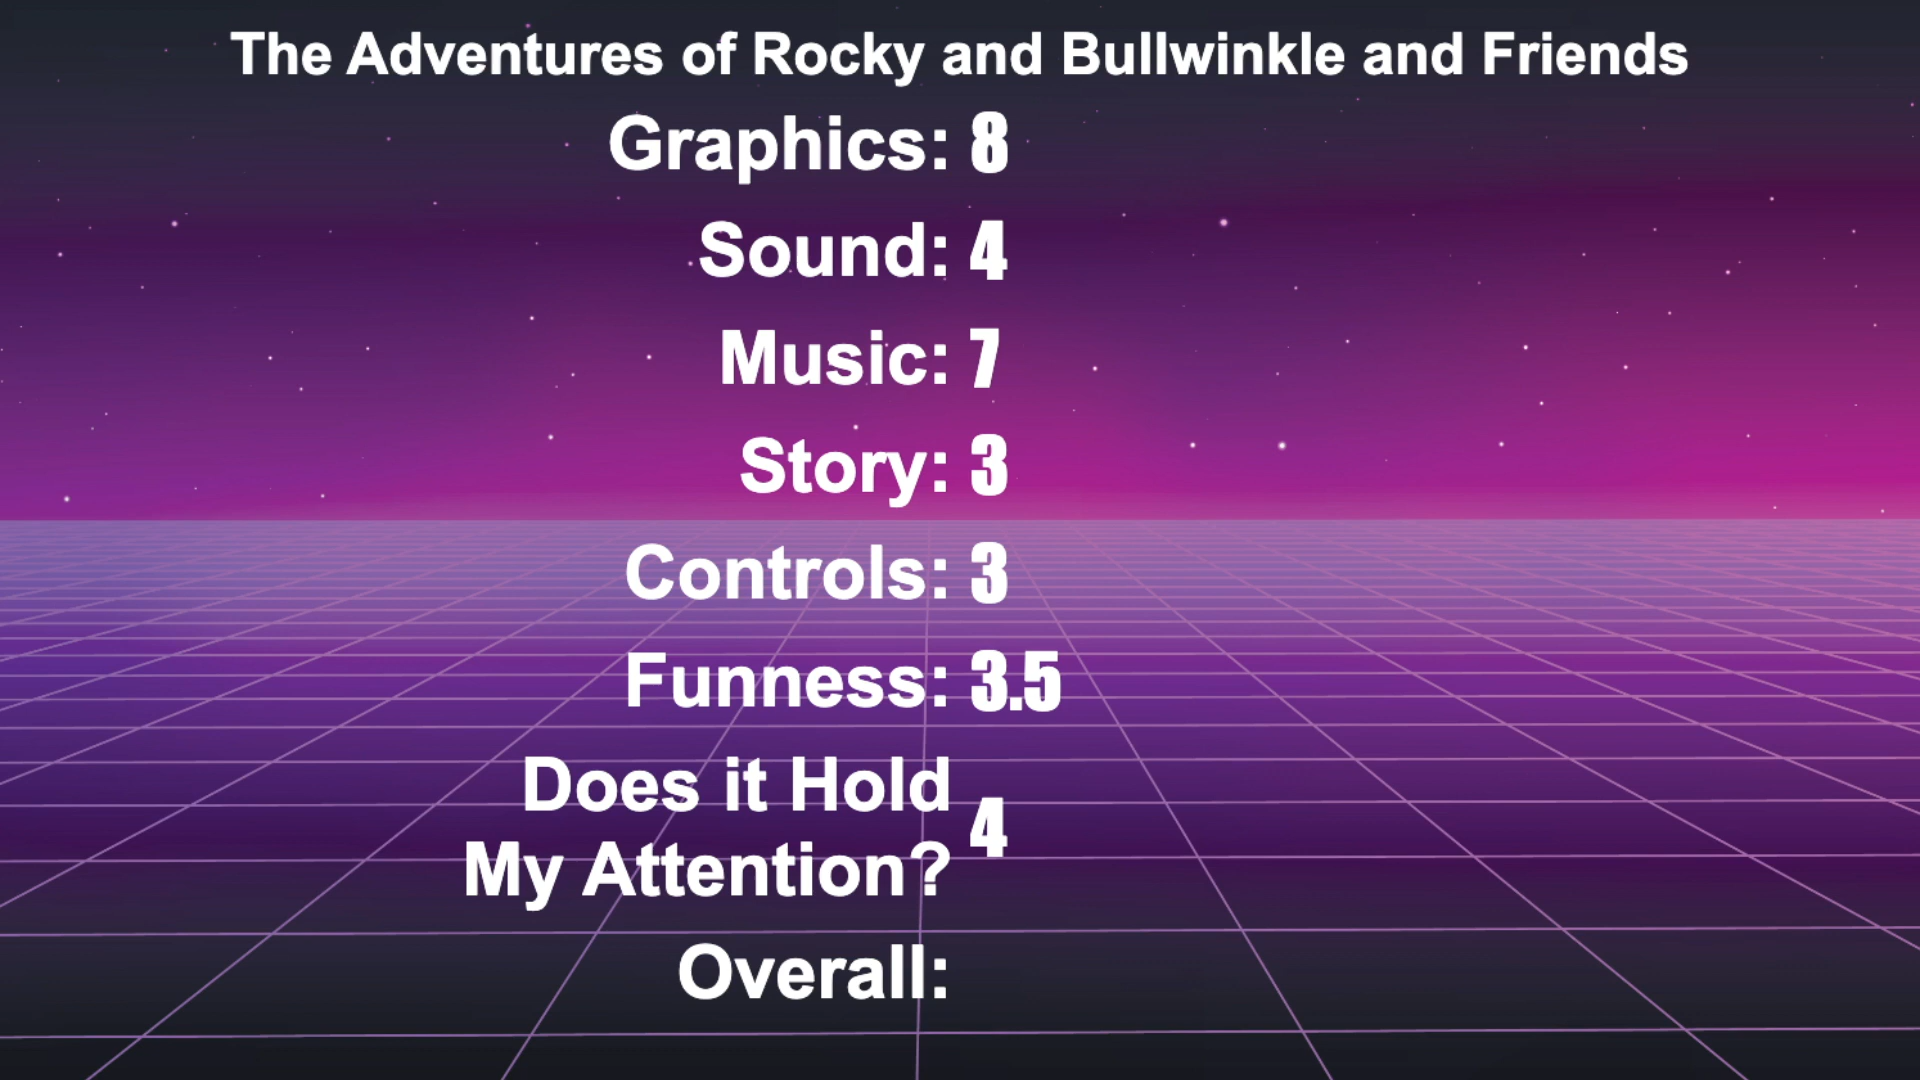 The Adventures of Rocky and Bullwinkle and Friends
Graphics: 8
Sound: 4
Music: 7
Story: 3
Controls: 3
Funness: 3.5
Does it Hold
My Attention? 4
Overall: